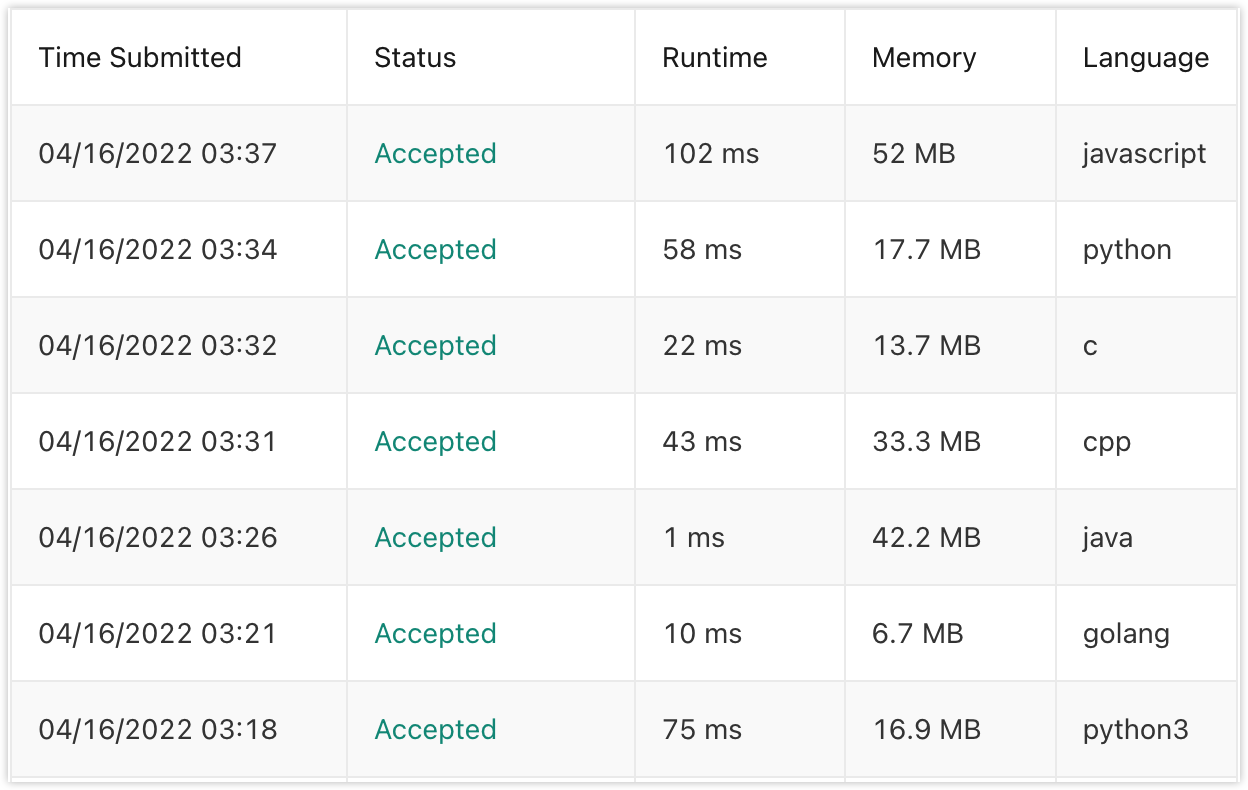 Time Submitted Status Runtime Memory Language
04/16/2022 03:37 Accepted 102 ms 52 MB javascript
04/16/2022 03:34 Accepted 58 ms 17.7 MB python
04/16/2022 03:32 Accepted 22 ms 13.7 MB c
04/16/2022 03:31 Accepted 43 ms 33.3 MB cpp
04/16/2022 03:26 Accepted 1 ms 42.2 MB java
04/16/2022 03:21 Accepted 10 ms 6.7 MB golang
04/16/2022 03:18 Accepted 75 ms 16.9 MB python3